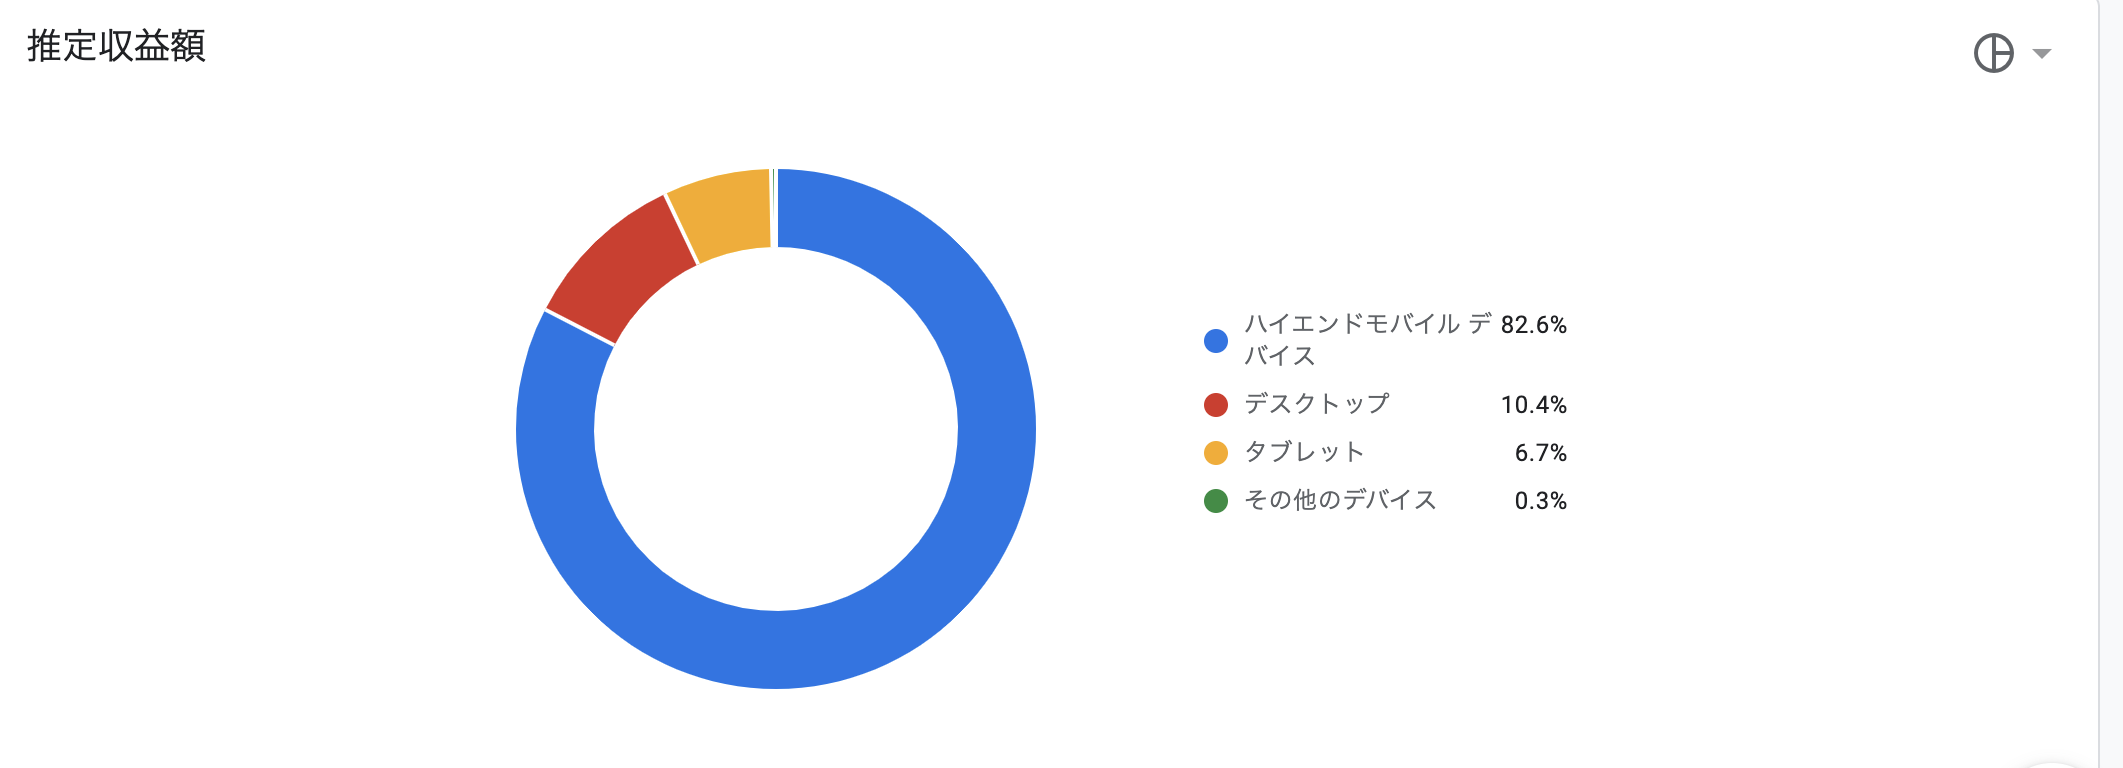 推定収益額
ハイエンドモバイル デ 82.6%
バイス
デスクトップ 10.4%
タブレット 6.7%
その他のデバイス 0.3%